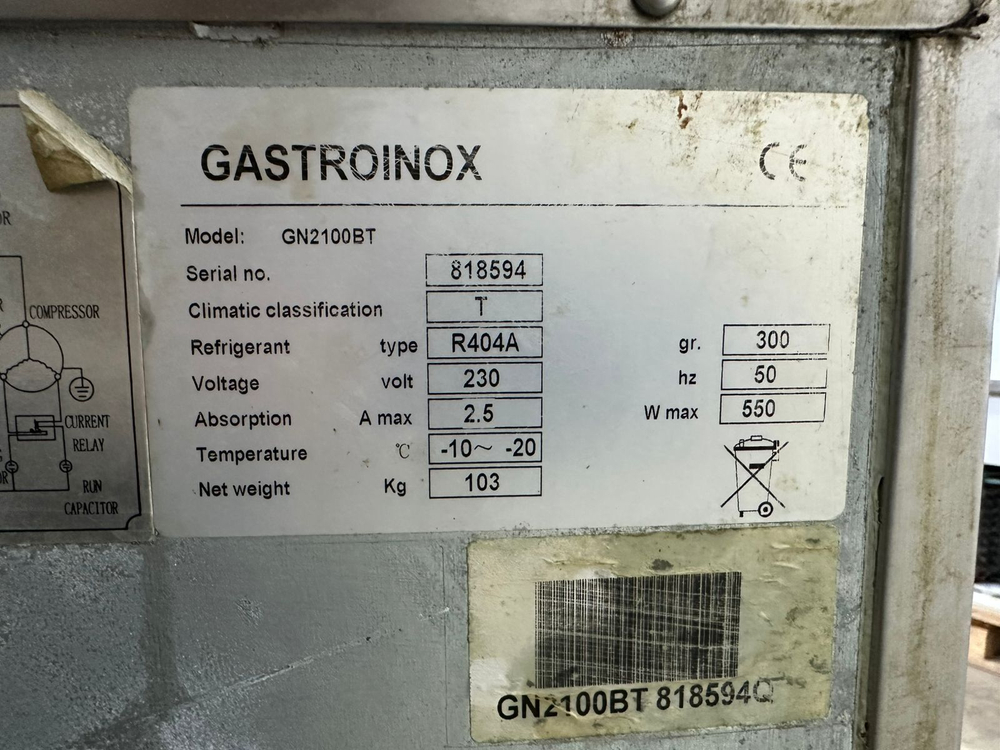 GASTROINOX CE
Model: GN2100BT
Serial no. 818594
Climatic classification T
Refrigerant type R404A gr. 300
Voltage volt 230 hz 50
Absorption A max 2.5 W max 550
Temperature °C -10~ -20
Net weight Kg 103
COMPRESSOR
CURRENT
RELAY
RUN
CAPACITOR
GN2100BT 818594Q